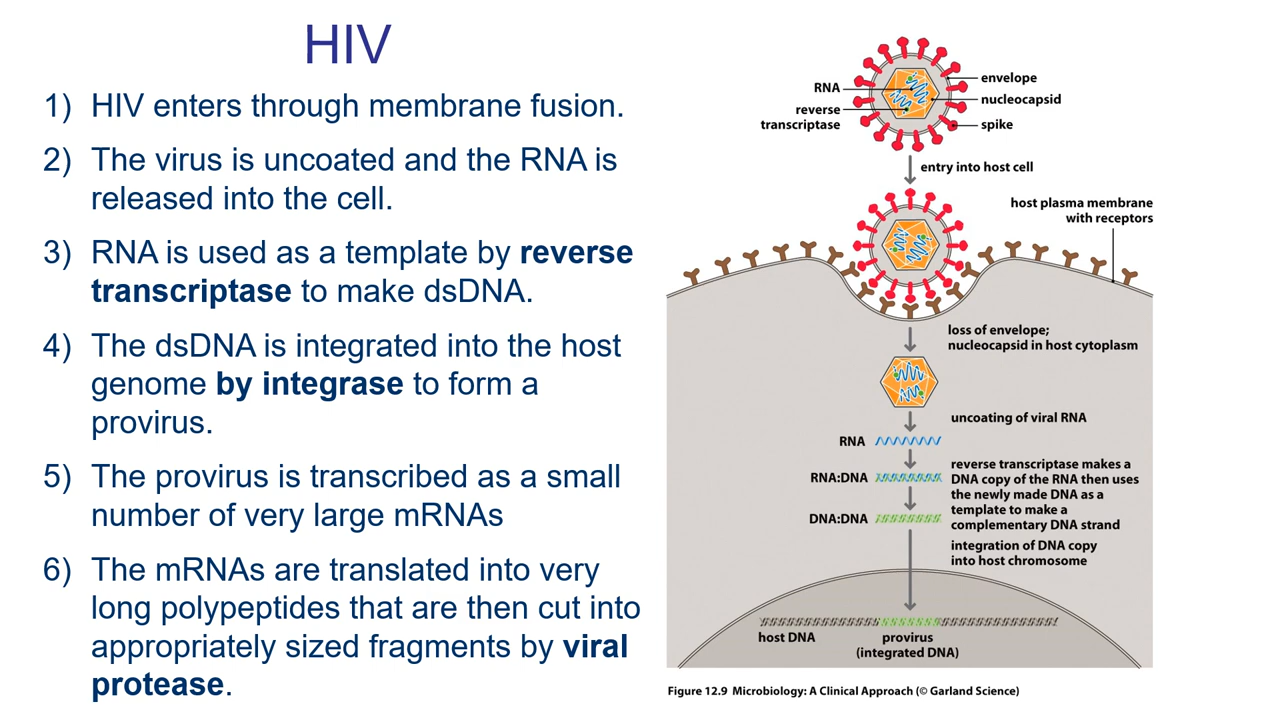 HIV
1) HIV enters through membrane fusion.
2) The virus is uncoated and the RNA is
released into the cell.
3) RNA is used as a template by reverse
transcriptase to make dsDNA.
4) The dsDNA is integrated into the host
genome by integrase to form a
provirus.
5) The provirus is transcribed as a small
number of very large mRNAs
6) The mRNAs are translated into very
long polypeptides that are then cut into
appropriately sized fragments by viral
protease.
RNA
reverse
transcriptase
envelope
nucleocapsid
spike
entry into host cell
host plasma membrane
with receptors
loss of envelope;
nucleocapsid in host cytoplasm
uncoating of viral RNA
RNA
RNA:DNA
reverse transcriptase makes a
DNA copy of the RNA then uses
the newly made DNA as a
template to make a
complementary DNA strand
DNA:DNA
integration of DNA copy
into host chromosome
host DNA
provirus
(integrated DNA)
Figure 12.9 Microbiology: A Clinical Approach (© Garland Science)